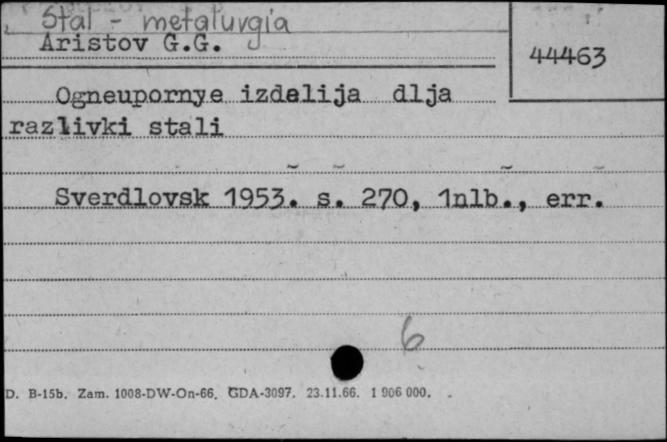 Stal - metalurgia
Aristov G.G.
44463
Ogneupornye izdelija dlja
razlivki stali
Sverdlovsk 1953. s. 270, 1nlb., err.
6
D. B-15b. Zam. 1008-DW-On-66. GDA-3097. 23.11.66. 1 906 000.